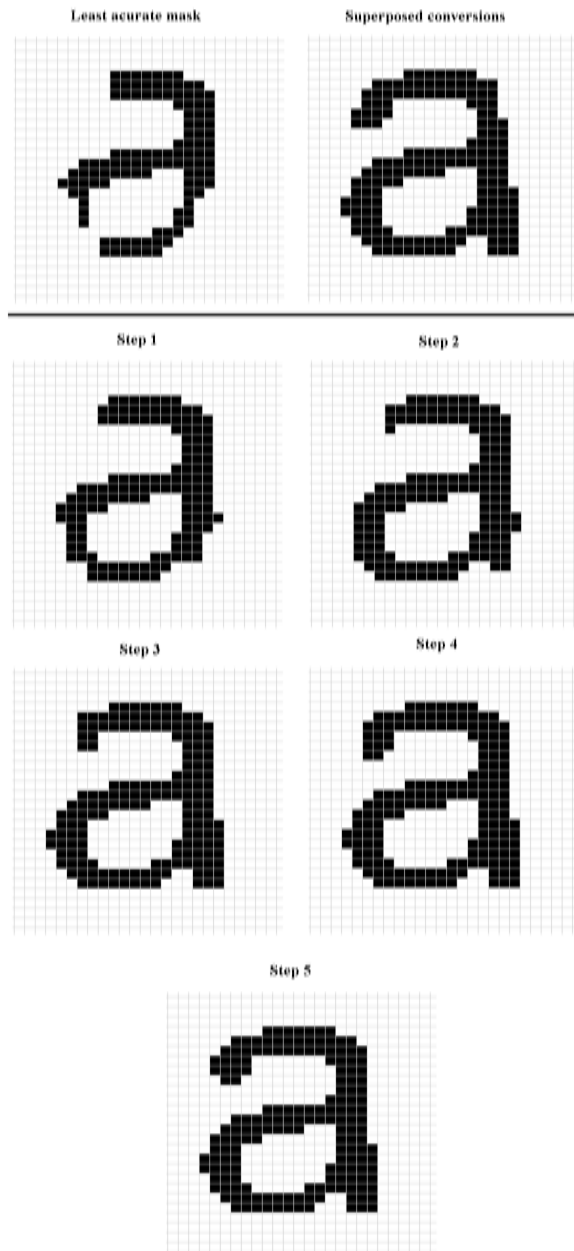 Least acurate mask
Superposed conversions
Step 1
Step 2
Step 3
Step 4
Step 5